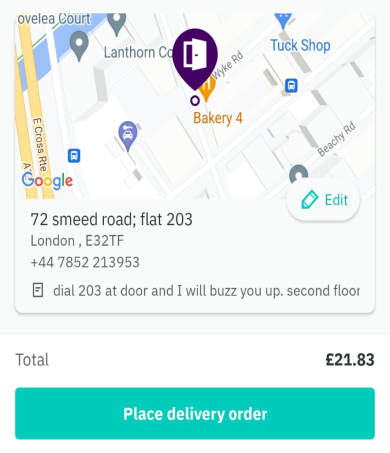 ovelea Court
Lanthorn Co
Tuck Shop
Wyke Rd
Bakery 4
E Cross Rte
Beachy Rd
Google
Edit
72 smeed road; flat 203
London , E32TF
+44 7852 213953
dial 203 at door and I will buzz you up. second floor
Total
£21.83
Place delivery order